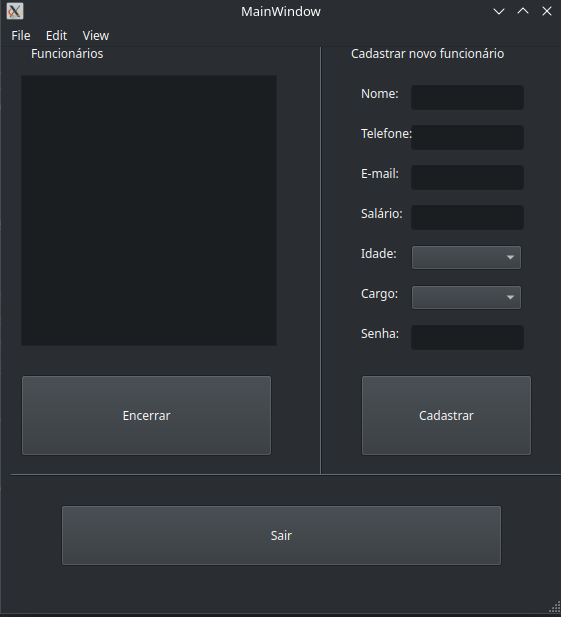 MainWindow
File Edit View
Funcionários
Encerrar
Cadastrar novo funcionário
Nome:
Telefone:
E-mail:
Salário:
Idade:
Cargo:
Senha:
Cadastrar
Sair